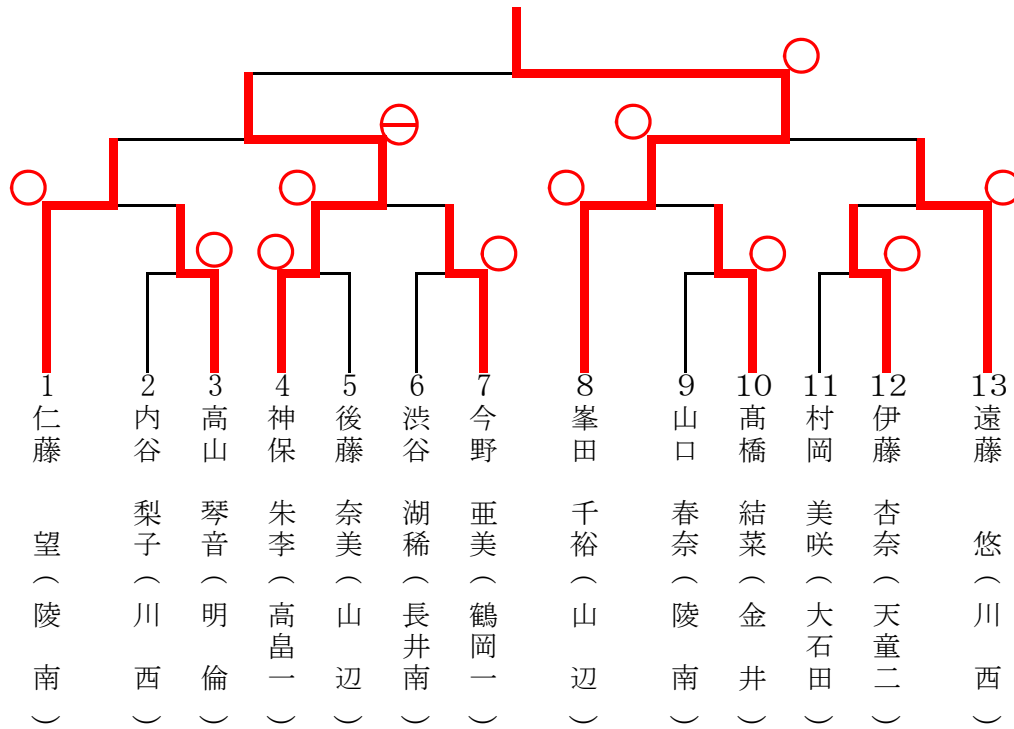 1 仁藤 望(陵南)
2 内谷 梨子(川西)
3 高山 琴音(明倫)
4 神保 朱李(高畠一)
5 後藤 奈美(山辺)
6 渋谷 湖稀(長井南)
7 今野 亜美(鶴岡一)
8 峯田 千裕(山辺)
9 山口 春奈(陵南)
10 髙橋 結菜(金井)
11 村岡 美咲(大石田)
12 伊藤 杏奈(天童二)
13 遠藤 悠(川西)